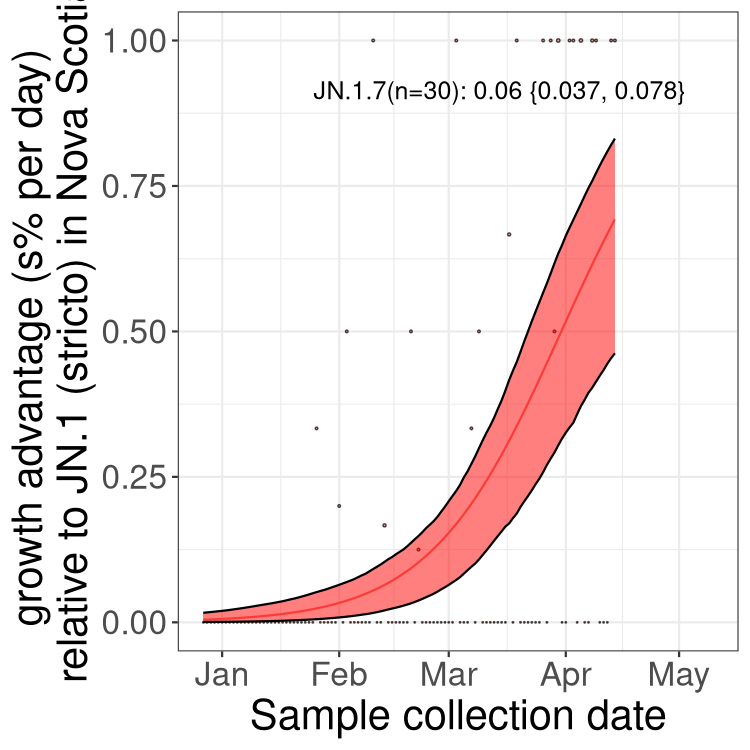 growth advantage (s% per day)
relative to JN.1 (stricto) in Nova Scotia
1.00
0.75
0.50
0.25
0.00
JN.1.7(n=30): 0.06 {0.037, 0.078}
Jan Feb Mar Apr May
Sample collection date